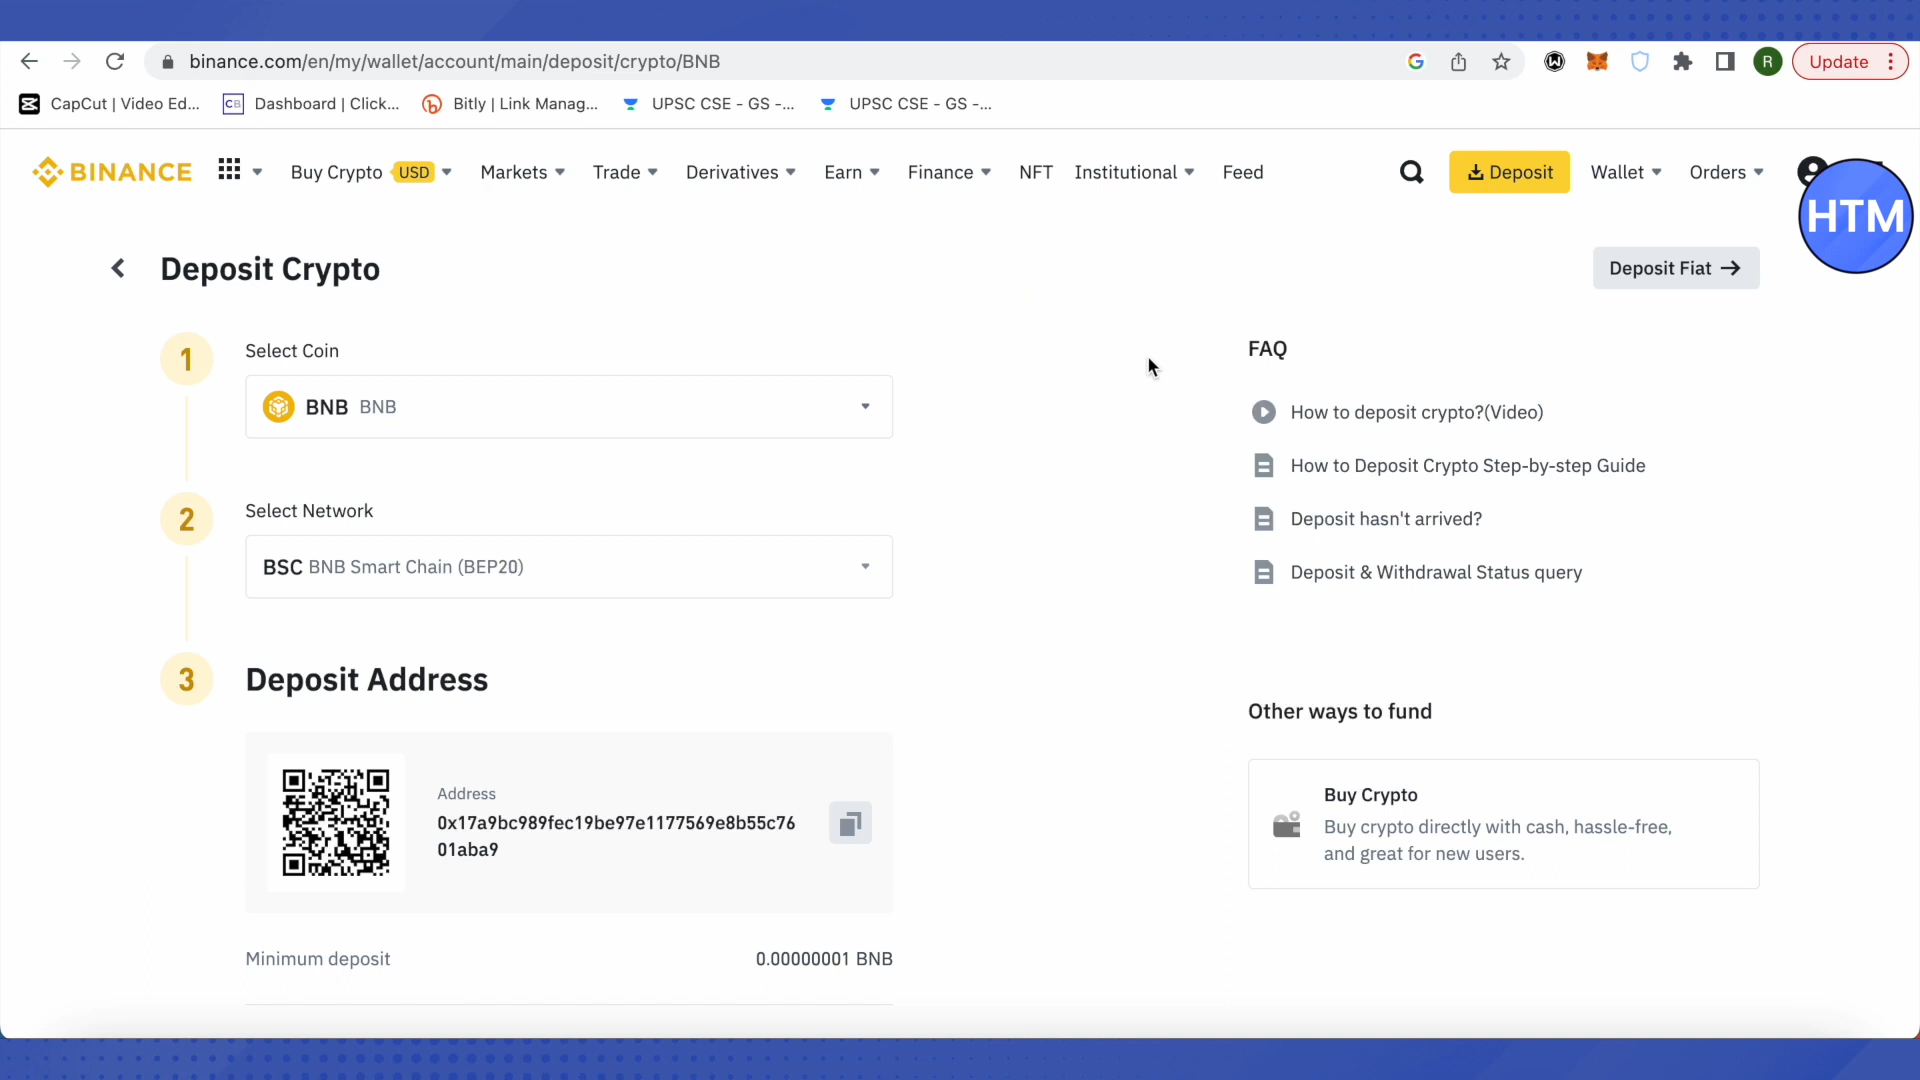 binance.com/en/my/wallet/account/main/deposit/crypto/BNB
R
Update
CapCut | Video Ed...
CB
Dashboard | Click...
Bitly | Link Manag...
UPSC CSE - GS -...
UPSC CSE - GS -...
BINANCE
Buy Crypto USD
Markets
Trade
Derivatives
Earn
Finance
NFT
Institutional
Feed
Deposit
Wallet
Orders
HTM
Deposit Crypto
Deposit Fiat
1
Select Coin
BNB BNB
2
Select Network
BSC BNB Smart Chain (BEP20)
3
Deposit Address
Address
0x17a9bc989fec19be97e1177569e8b55c76
01aba9
Minimum deposit
0.00000001 BNB
FAQ
How to deposit crypto?(Video)
How to Deposit Crypto Step-by-step Guide
Deposit hasn't arrived?
Deposit & Withdrawal Status query
Other ways to fund
Buy Crypto
Buy crypto directly with cash, hassle-free,
and great for new users.